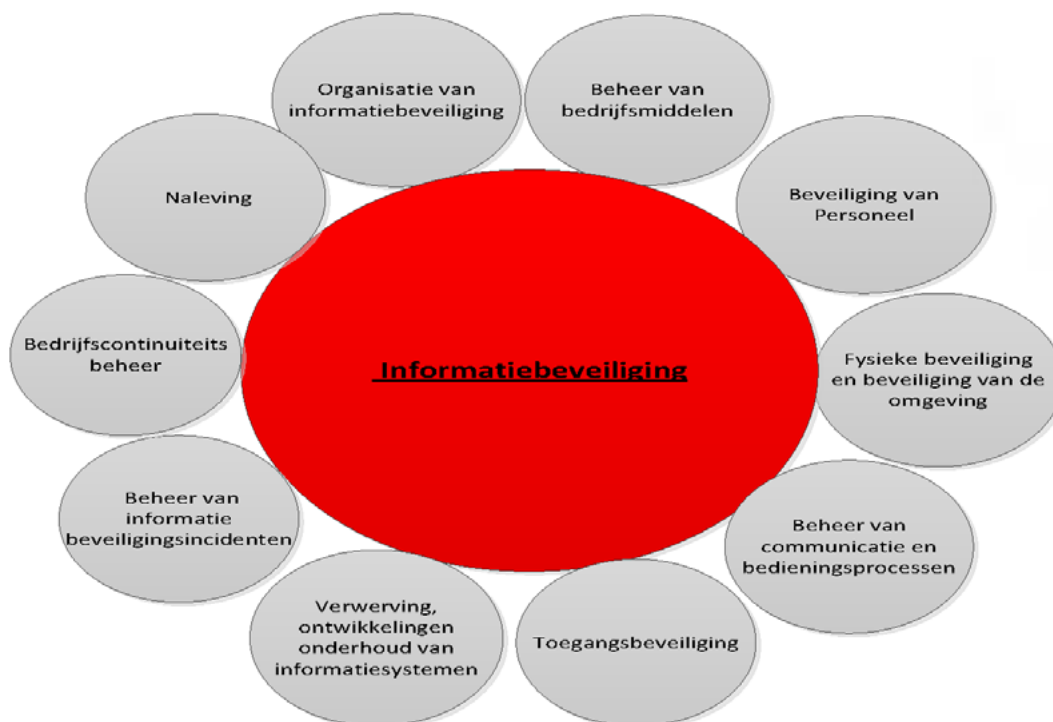 Organisatie van
informatiebeveiliging
Beheer van
bedrijfsmiddelen
Beveiliging van
Personeel
Fysieke beveiliging
en beveiliging van de
omgeving
Beheer van
communicatie en
bedieningsprocessen
Toegangsbeveiliging
Verwerving,
ontwikkelingen
onderhoud van
informatiesystemen
Beheer van
informatie
beveiligingsincidenten
Bedrijfscontinuiteits
beheer
Naleving
Informatiebeveiliging